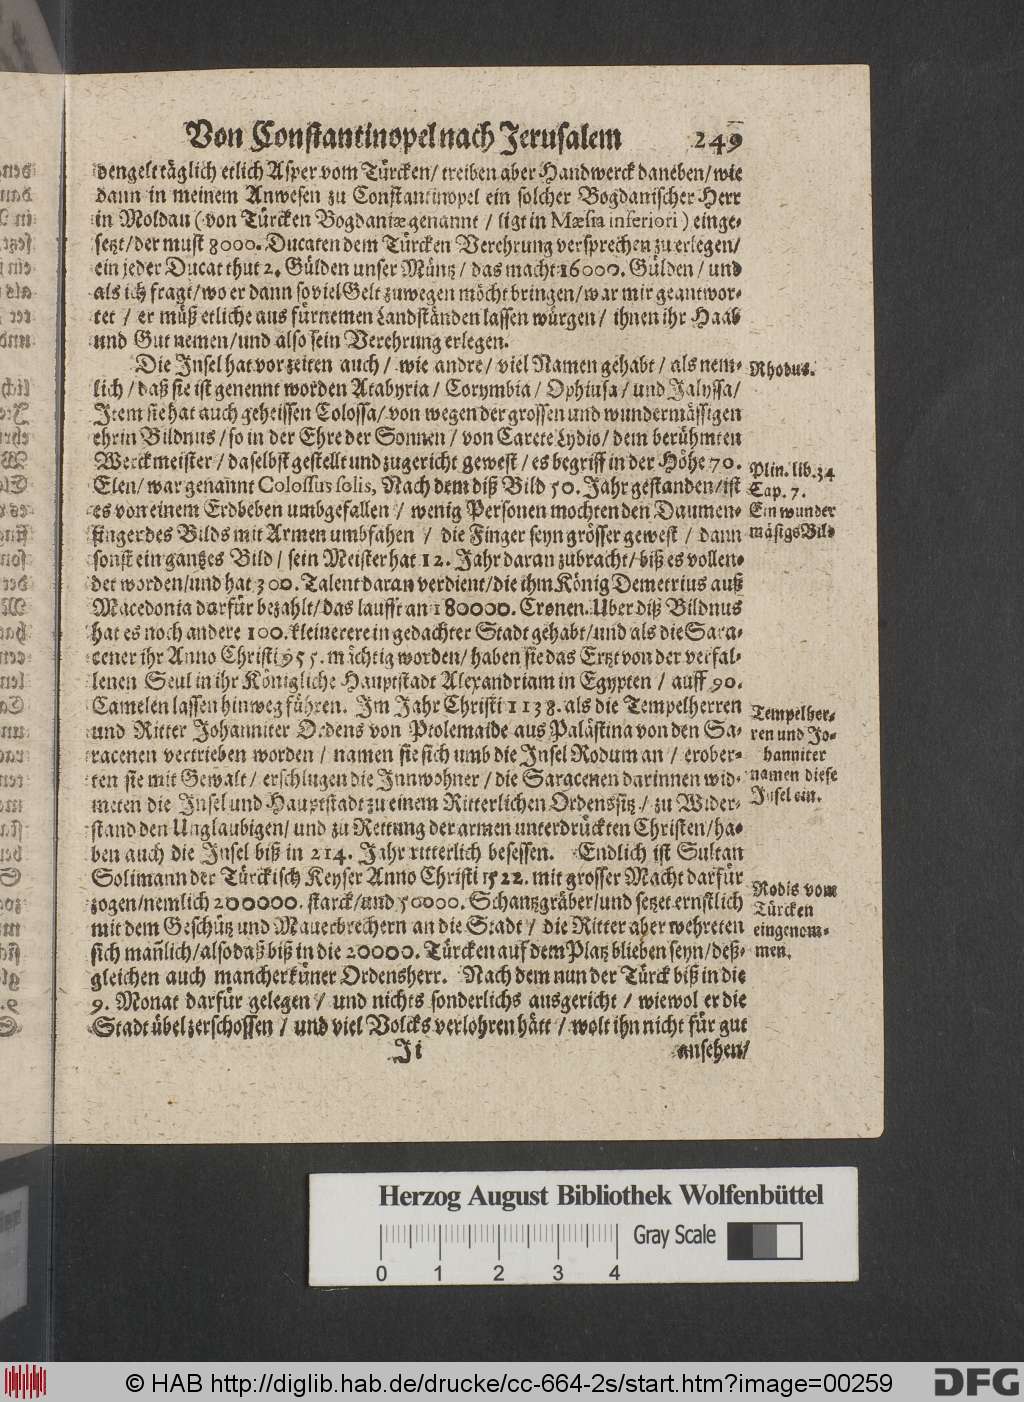 Von Constantinopel nach Jerusalem 249
dengelt täglich etlich Asper vom Türcken/ treiben aber Handwerck daneben/ wie
dann in meinem Anwesen zu Constantinopel ein solcher Bogdanischer Herr
in Moldau (von Türcken Bogdaniæ genannt / ligt in Mæsia inferiori) einge-
setzt/ der must 8000. Ducaten dem Türcken Verehrung versprechen zu erlegen/
ein jeder Ducat thut 2. Gülden unser Müntz / das macht 16000. Gülden / und
als ich fragt/ wo er dann so viel Gelt zuwegen möcht bringen/ war mir geantwor-
tet / er müß etliche aus fürnemen Landständen lassen würgen / ihnen ihr Haab
und Gut nemen/ und also sein Verehrung erlegen.
Die Insel hat vor zeiten auch / wie andre / viel Namen gehabt / als nem-
lich / daß sie ist genennt worden Atabyria / Corymbia / Ophiusa / und Jalyssa /
Item sie hat auch geheissen Colossa/ von wegen der grossen und wundermässigen
ehrin Bildnus / so in der Ehre der Sonnen / von Carete Lydio / dem berühmten
Werckmeister / daselbst gestellt und zugericht gewest / es begriff in der Höhe 70.
Elen / war genannt Colossus solis, Nach dem diß Bild 50. Jahr gestanden/ ist
es von einem Erdbeben umbgefallen / wenig Personen mochten den Daumen-
finger des Bilds mit Armen umbfahen / die Finger seyn grösser gewest / dann
sonst ein gantzes Bild / sein Meister hat 12. Jahr daran zubracht/ biß es vollen-
det worden/ und hat 300. Talent daran verdient/ die ihm König Demetrius auß
Macedonia darfür bezahlt/ das laufft an 180000. Cronen. Uber diß Bildnus
hat es noch andere 100. kleinerere in gedachter Stadt gehabt/ und als die Sara-
cener ihr Anno Christi 955. mächtig worden/ haben sie das Ertzt von der verfal-
lenen Seul in ihr Königliche Hauptstadt Alexandriam in Egypten / auff 90.
Camelen lassen hinweg führen. Im Jahr Christi 1138. als die Tempelherren
und Ritter Johanniter Ordens von Ptolemaide aus Palästina von den Sa-
racenen vertrieben worden / namen sie sich umb die Insel Rodum an / erober-
ten sie mit Gewalt / erschlugen die Innwohner / die Saracenen darinnen wid-
meten die Insel und Hauptstadt zu einem Ritterlichen Ordenssitz / zu Wider-
stand den Unglaubigen/ und zu Rettung der armen unterdrückten Christen/ ha-
ben auch die Insel biß in 214. Jahr ritterlich besessen. Endlich ist Sultan
Solimann der Türckisch Keyser Anno Christi 1522. mit grosser Macht darfür
zogen/ nemlich 200000. starck/ und 50000. Schantzgräber/ und setzet ernstlich
mit dem Geschütz und Mauerbrechern an die Stadt / die Ritter aber wehreten
sich mañlich/ also daß biß in die 20000. Türcken auf dem Platz blieben seyn/ deß-
gleichen auch mancher küner Ordensherr. Nach dem nun der Türck biß in die
9. Monat darfür gelegen / und nichts sonderlichs ausgericht / wiewol er die
Stadt übel zerschossen / und viel Volcks verlohren hätt / wolt ihn nicht für gut
Ji ansehen/
Rhodus.
Plin. lib. 34
Cap. 7.
Ein wunder
mäsigs Bild
Tempelher-
ren und Jo-
hanniter
namen diese
Insel ein.
Rodis vom
Türcken
eingenom-
men.
Herzog August Bibliothek Wolfenbüttel
Gray Scale
0 1 2 3 4
© HAB http://diglib.hab.de/drucke/cc-664-2s/start.htm?image=00259
DFG